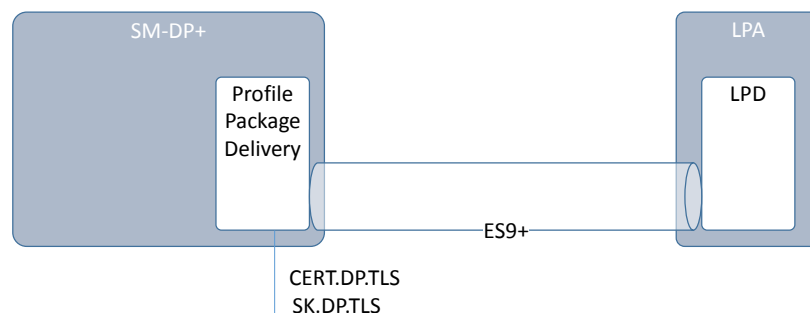 SM-DP+
LPA
Profile
Package
Delivery
LPD
ES9+
CERT.DP.TLS
SK.DP.TLS